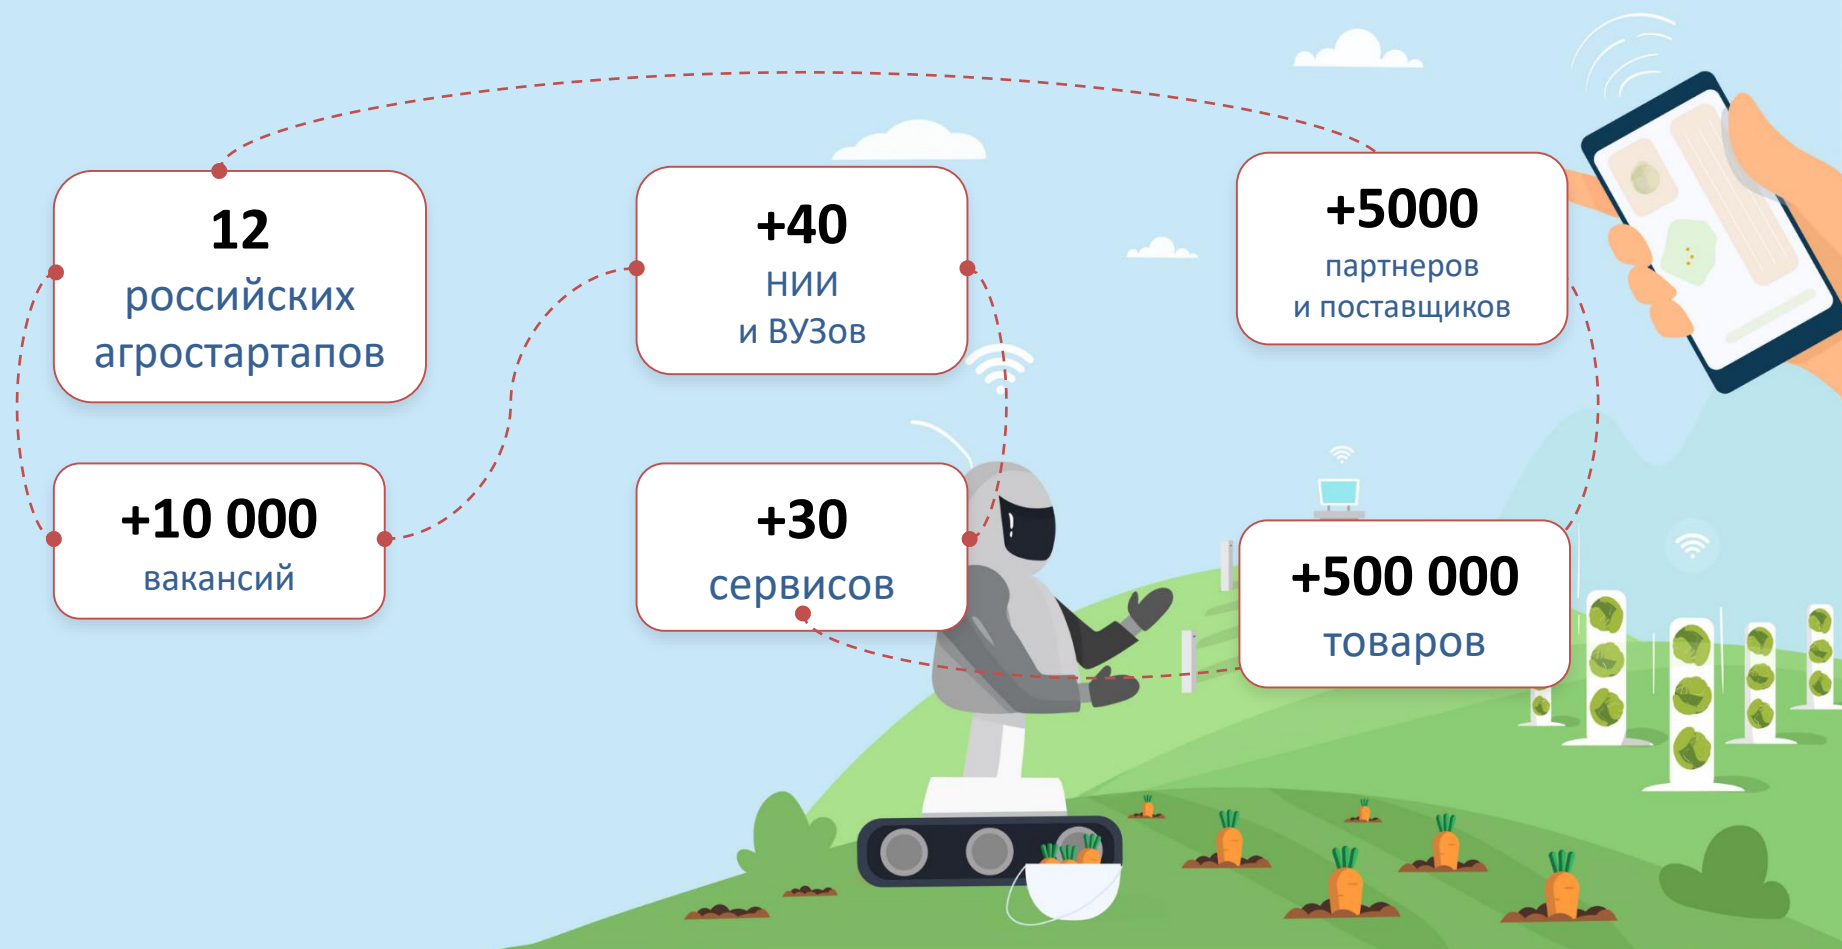 12
российских
агростартапов
+40
НИИ
и ВУЗов
+5000
партнеров
и поставщиков
+10 000
вакансий
+30
сервисов
+500 000
товаров